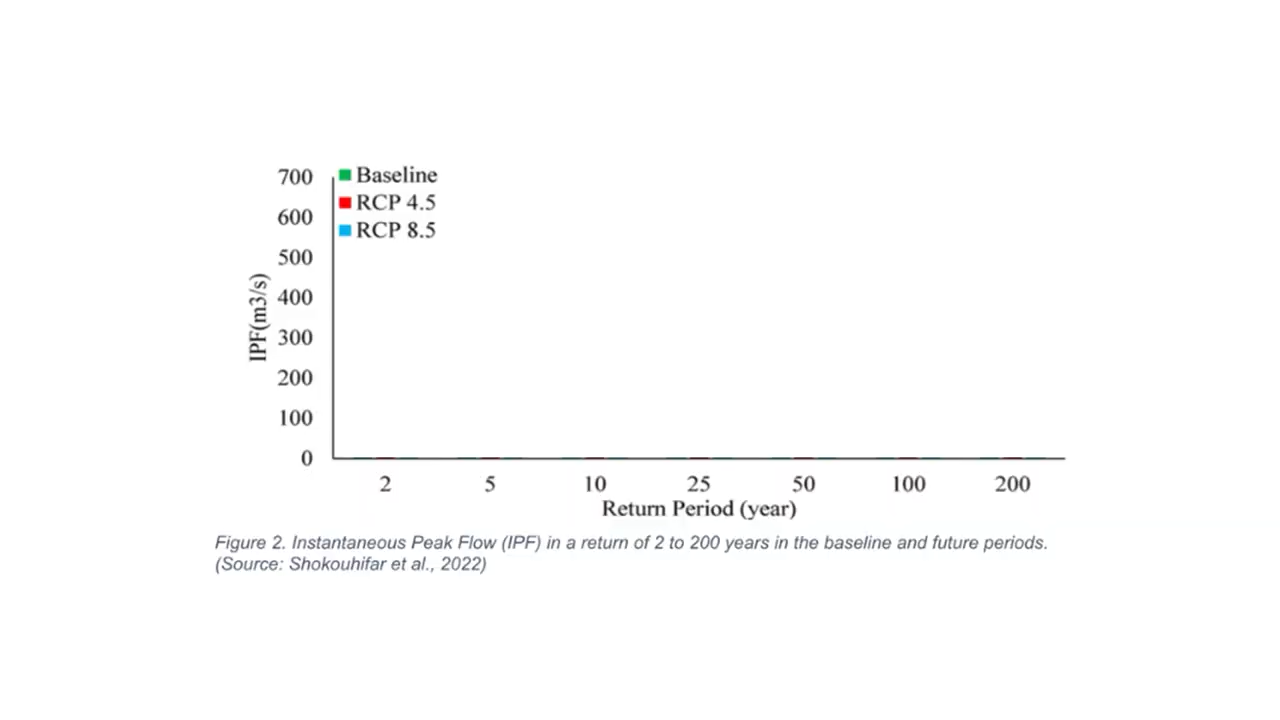 700
600
500
400
300
200
100
0
IPF(m3/s)
Baseline
RCP 4.5
RCP 8.5
2 5 10 25 50 100 200
Return Period (year)
Figure 2. Instantaneous Peak Flow (IPF) in a return of 2 to 200 years in the baseline and future periods.
(Source: Shokouhifar et al., 2022)